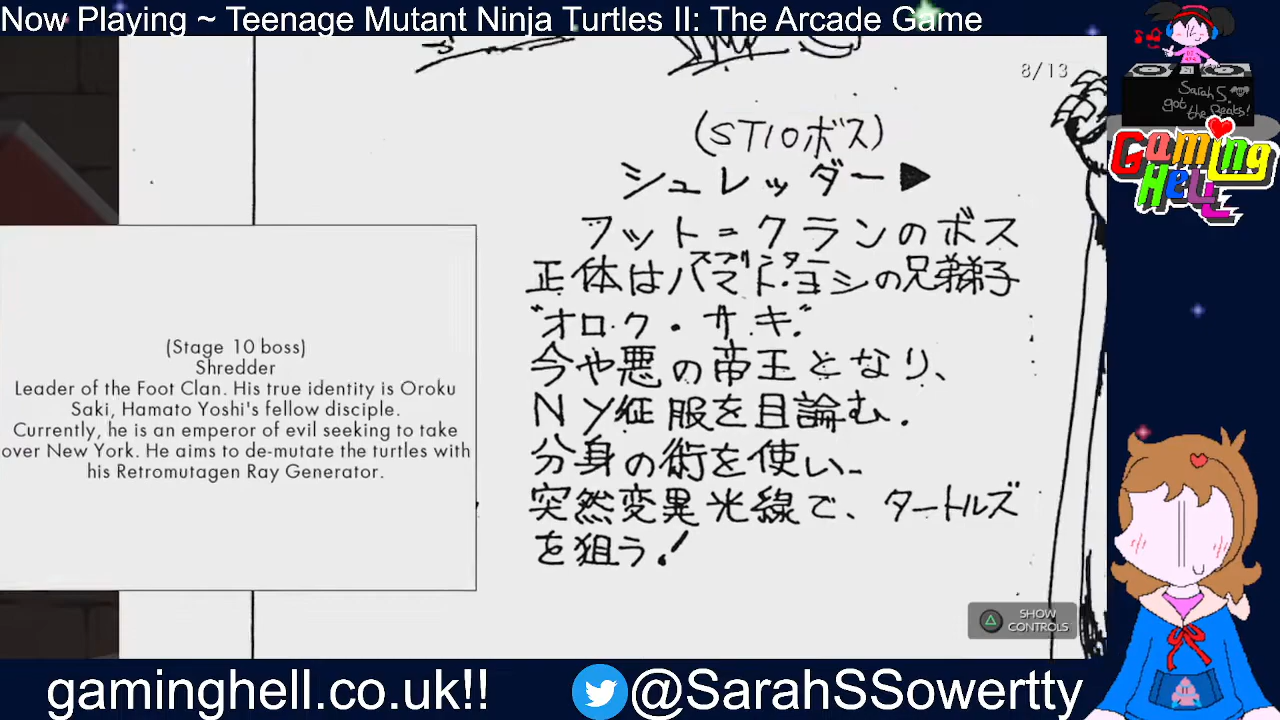 Now Playing ~ Teenage Mutant Ninja Turtles II: The Arcade Game
8/13
Sarah S.
got
the Beats!
Gaming
Hell
(ST10ボス)
シュレッダー▶
フット=クランのボス
正体はハマト・ヨシの兄弟弟子
"オロク・サキ."
今や悪の帝王となり、
NY征服を目論む.
分身の術を使い、
突然変異光線で、タートルズ
を狙う!
(Stage 10 boss)
Shredder
Leader of the Foot Clan. His true identity is Oroku
Saki, Hamato Yoshi's fellow disciple.
Currently, he is an emperor of evil seeking to take
over New York. He aims to de-mutate the turtles with
his Retromutagen Ray Generator.
SHOW
CONTROLS
gaminghell.co.uk!!
@SarahSSowertty